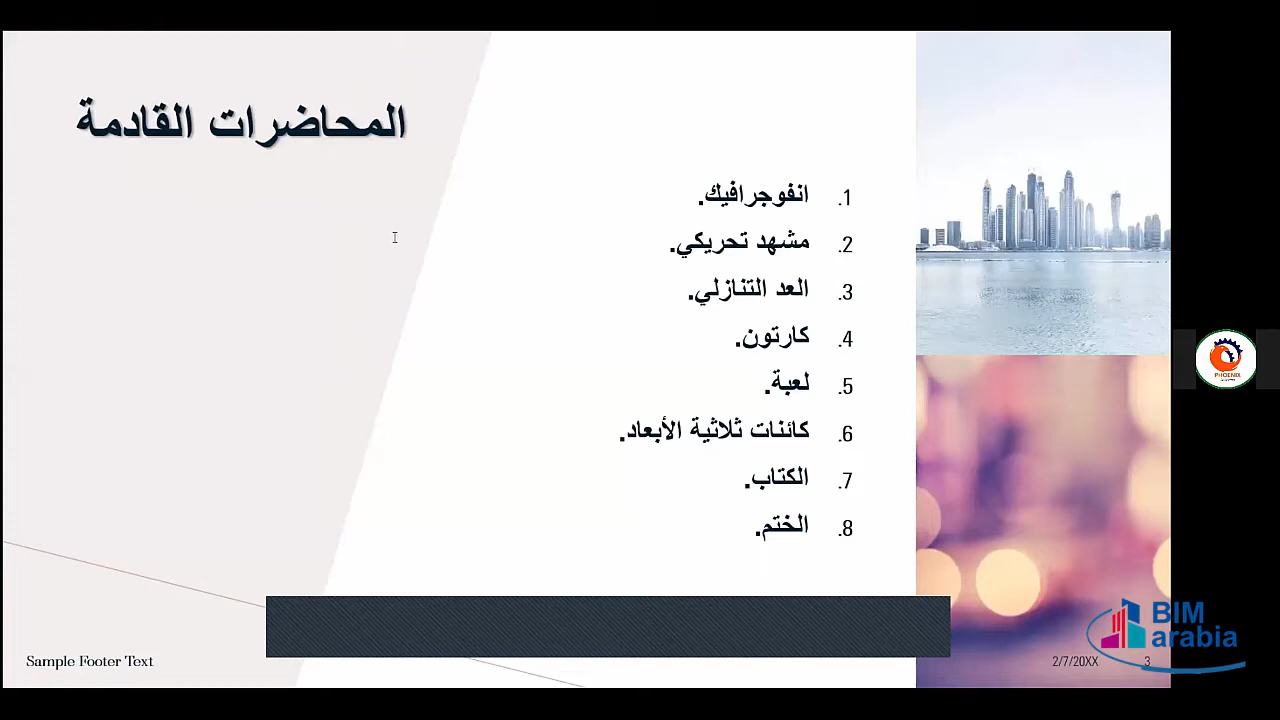 المحاضرات القادمة
1. انفوجرافيك.
2. مشهد تحريكي.
3. العد التنازلي.
4. كارتون.
5. لعبة.
6. كائنات ثلاثية الأبعاد.
7. الكتاب.
8. الختم.
PHOENIX
BIM
arabia
Sample Footer Text
2/7/20XX
3